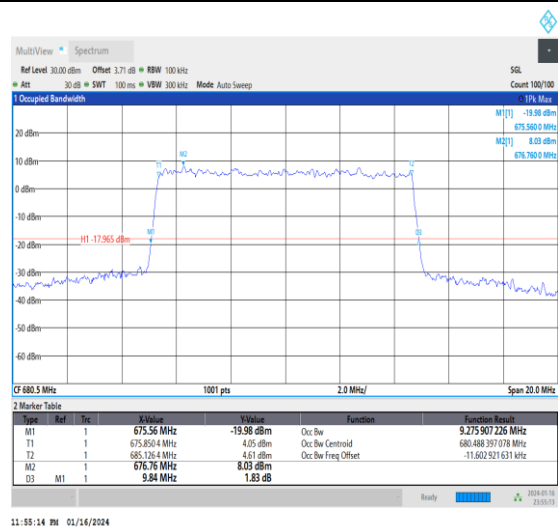 MultiView Spectrum
Ref Level 30.00 dBm Offset 3.71 dB RBW 100 kHz SGL
Att 30 dB SWT 100 ms VBW 300 kHz Mode Auto Sweep Count 100/100
1 Occupied Bandwidth 1Pk Max
M1[1] -19.98 dBm
675.560 0 MHz
M2[1] 8.03 dBm
676.760 0 MHz
20 dBm
M2
T1 T2
10 dBm
0 dBm
-10 dBm
M1 D3
H1 -17.965 dBm
-20 dBm
-30 dBm
-40 dBm
-50 dBm
-60 dBm
CF 680.5 MHz 1001 pts 2.0 MHz/ Span 20.0 MHz
2 Marker Table
Type Ref Trc X-Value Y-Value Function Function Result
M1 1 675.56 MHz -19.98 dBm Occ Bw 9.275 907 226 MHz
T1 1 675.850 4 MHz 4.05 dBm Occ Bw Centroid 680.488 397 078 MHz
T2 1 685.126 4 MHz 4.61 dBm Occ Bw Freq Offset -11.602 921 631 kHz
M2 1 676.76 MHz 8.03 dBm
D3 M1 1 9.84 MHz 1.83 dB
Ready 2024-01-16
23:55:13
11:55:14 PM 01/16/2024